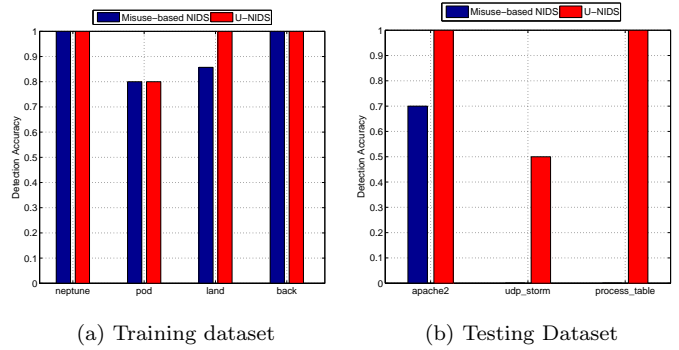 Misuse−based NIDS U−NIDS
1
0.9
0.8
0.7
0.6
0.5
0.4
0.3
0.2
0.1
0
Detection Accuracy
neptune pod land back
(a) Training dataset
Misuse−based NIDS U−NIDS
1
0.9
0.8
0.7
0.6
0.5
0.4
0.3
0.2
0.1
0
Detection Accuracy
apache2 udp_storm process_table
(b) Testing Dataset